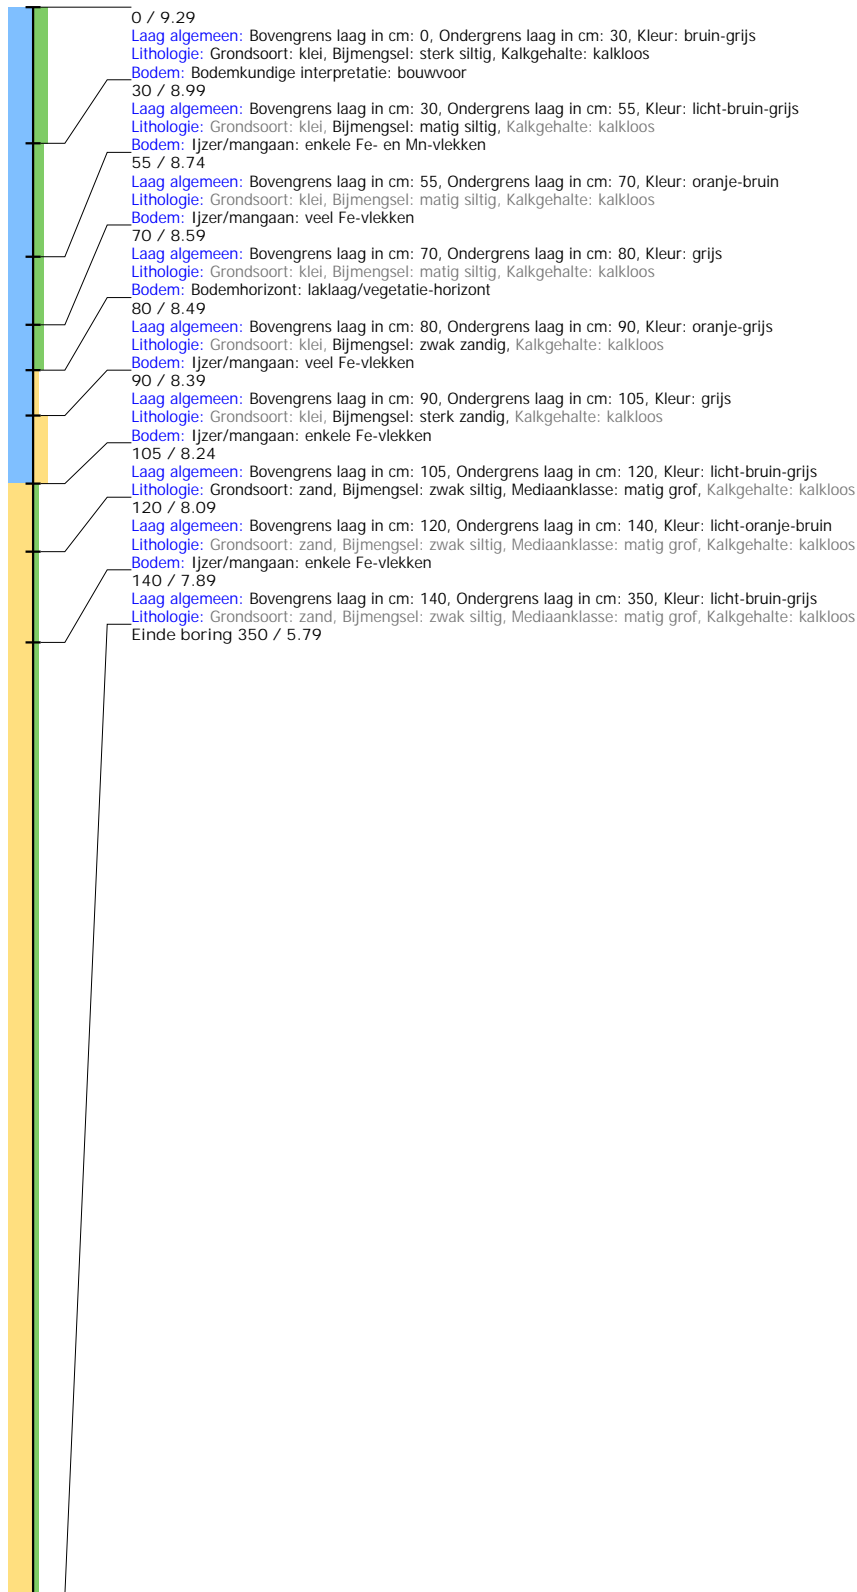 0 / 9.29
Laag algemeen: Bovengrens laag in cm: 0, Ondergrens laag in cm: 30, Kleur: bruin-grijs
Lithologie: Grondsoort: klei, Bijmengsel: sterk siltig, Kalkgehalte: kalkloos
Bodem: Bodemkundige interpretatie: bouwvoor
30 / 8.99
Laag algemeen: Bovengrens laag in cm: 30, Ondergrens laag in cm: 55, Kleur: licht-bruin-grijs
Lithologie: Grondsoort: klei, Bijmengsel: matig siltig, Kalkgehalte: kalkloos
Bodem: Ijzer/mangaan: enkele Fe- en Mn-vlekken
55 / 8.74
Laag algemeen: Bovengrens laag in cm: 55, Ondergrens laag in cm: 70, Kleur: oranje-bruin
Lithologie: Grondsoort: klei, Bijmengsel: matig siltig, Kalkgehalte: kalkloos
Bodem: Ijzer/mangaan: veel Fe-vlekken
70 / 8.59
Laag algemeen: Bovengrens laag in cm: 70, Ondergrens laag in cm: 80, Kleur: grijs
Lithologie: Grondsoort: klei, Bijmengsel: matig siltig, Kalkgehalte: kalkloos
Bodem: Bodemhorizont: laklaag/vegetatie-horizont
80 / 8.49
Laag algemeen: Bovengrens laag in cm: 80, Ondergrens laag in cm: 90, Kleur: oranje-grijs
Lithologie: Grondsoort: klei, Bijmengsel: zwak zandig, Kalkgehalte: kalkloos
Bodem: Ijzer/mangaan: veel Fe-vlekken
90 / 8.39
Laag algemeen: Bovengrens laag in cm: 90, Ondergrens laag in cm: 105, Kleur: grijs
Lithologie: Grondsoort: klei, Bijmengsel: sterk zandig, Kalkgehalte: kalkloos
Bodem: Ijzer/mangaan: enkele Fe-vlekken
105 / 8.24
Laag algemeen: Bovengrens laag in cm: 105, Ondergrens laag in cm: 120, Kleur: licht-bruin-grijs
Lithologie: Grondsoort: zand, Bijmengsel: zwak siltig, Mediaanklasse: matig grof, Kalkgehalte: kalkloos
120 / 8.09
Laag algemeen: Bovengrens laag in cm: 120, Ondergrens laag in cm: 140, Kleur: licht-oranje-bruin
Lithologie: Grondsoort: zand, Bijmengsel: zwak siltig, Mediaanklasse: matig grof, Kalkgehalte: kalkloos
Bodem: Ijzer/mangaan: enkele Fe-vlekken
140 / 7.89
Laag algemeen: Bovengrens laag in cm: 140, Ondergrens laag in cm: 350, Kleur: licht-bruin-grijs
Lithologie: Grondsoort: zand, Bijmengsel: zwak siltig, Mediaanklasse: matig grof, Kalkgehalte: kalkloos
Einde boring 350 / 5.79